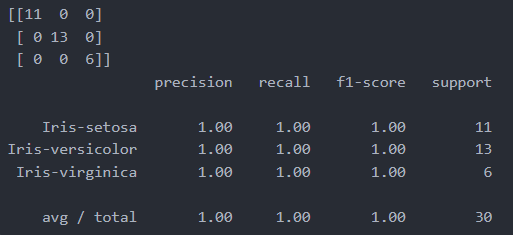 [[11  0  0]
 [ 0 13  0]
 [ 0  0  6]]
                 precision    recall  f1-score   support

    Iris-setosa       1.00      1.00      1.00        11
Iris-versicolor       1.00      1.00      1.00        13
 Iris-virginica       1.00      1.00      1.00         6

    avg / total       1.00      1.00      1.00        30